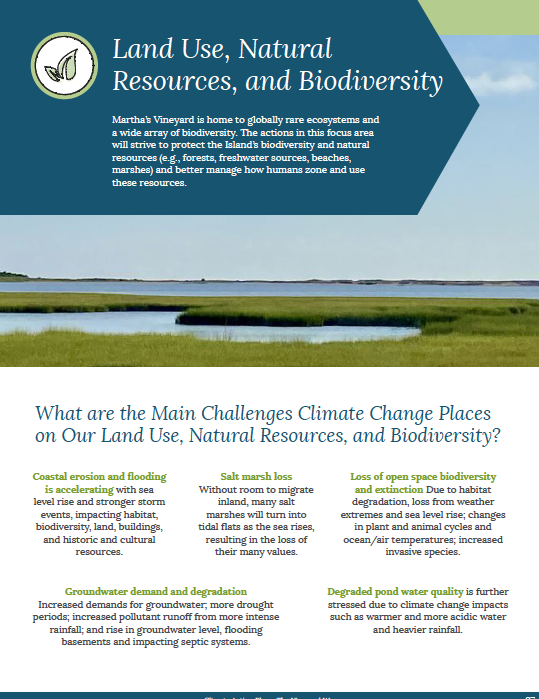 Land Use, Natural
Resources, and Biodiversity
Martha's Vineyard is home to globally rare ecosystems and
a wide array of biodiversity. The actions in this focus area
will strive to protect the Island's biodiversity and natural
resources (e.g., forests, freshwater sources, beaches,
marshes) and better manage how humans zone and use
these resources.
What are the Main Challenges Climate Change Places
on Our Land Use, Natural Resources, and Biodiversity?
Coastal erosion and flooding
is accelerating with sea
level rise and stronger storm
events, impacting habitat,
biodiversity, land, buildings,
and historic and cultural
resources.
Salt marsh loss
Without room to migrate
inland, many salt
marshes will turn into
tidal flats as the sea rises,
resulting in the loss of
their many values.
Loss of open space biodiversity
and extinction Due to habitat
degradation, loss from weather
extremes and sea level rise; changes
in plant and animal cycles and
ocean/air temperatures; increased
invasive species.
Groundwater demand and degradation
Increased demands for groundwater; more drought
periods; increased pollutant runoff from more intense
rainfall; and rise in groundwater level, flooding
basements and impacting septic systems.
Degraded pond water quality is further
stressed due to climate change impacts
such as warmer and more acidic water
and heavier rainfall.